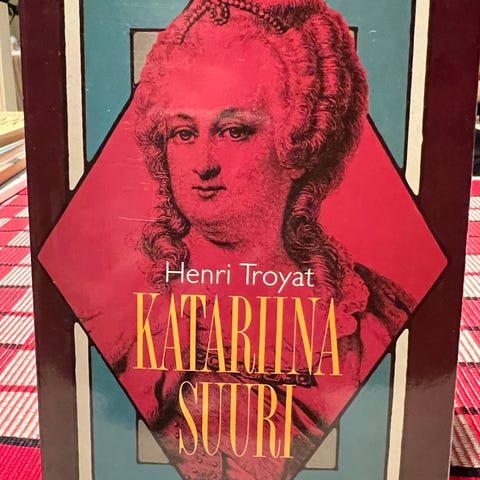 Henri Troyat
KATARIINA
SUURI